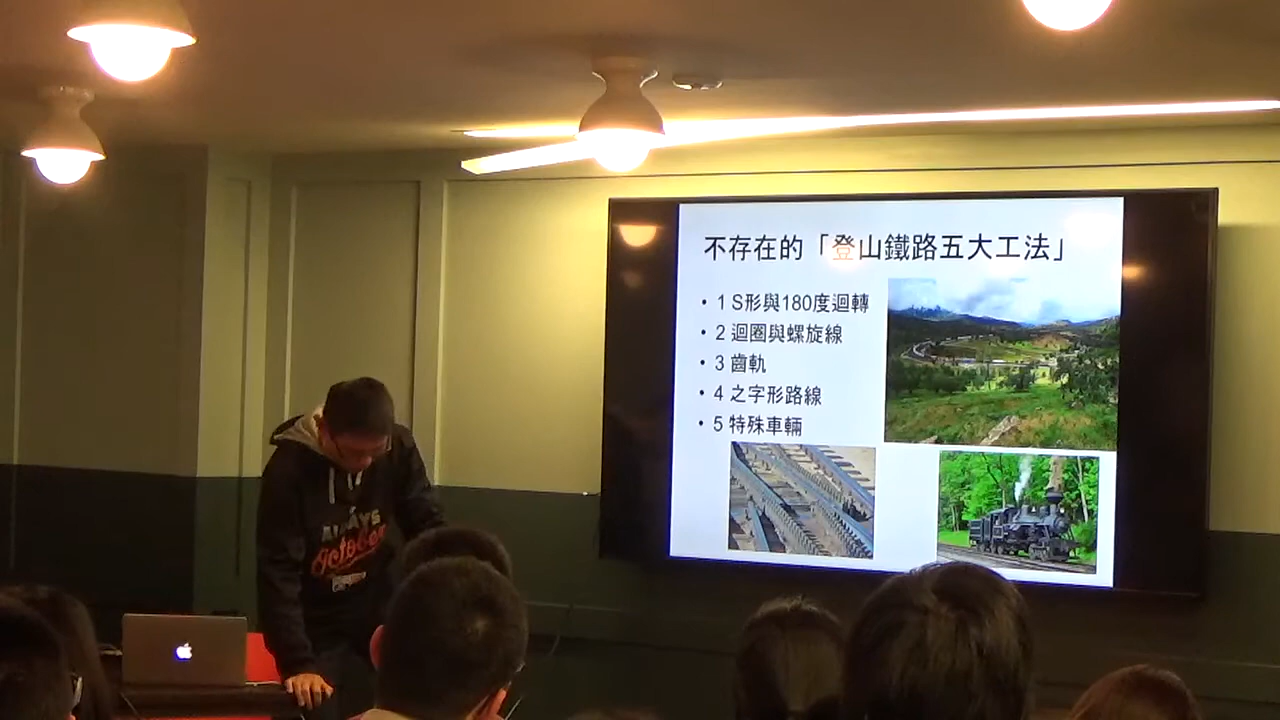 不存在的「登山鐵路五大工法」
• 1 S形與180度迴轉
• 2 迴圈與螺旋線
• 3 齒軌
• 4 之字形路線
• 5 特殊車輛
ALWAYS
October